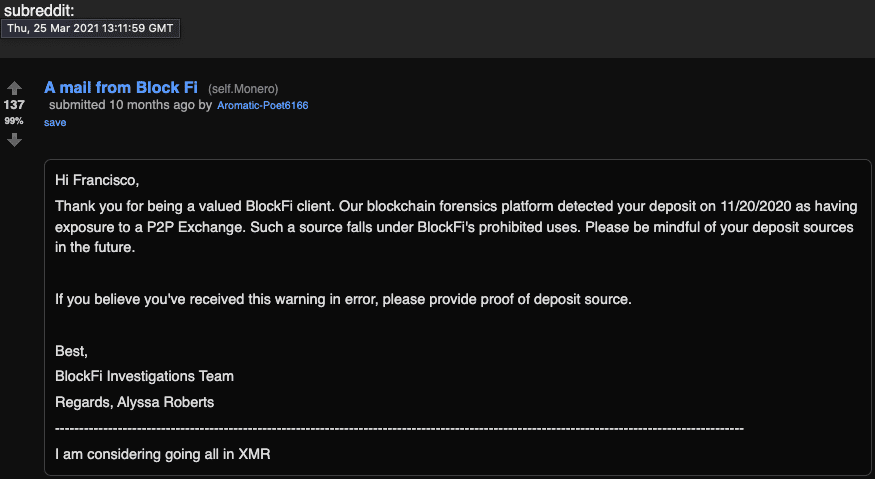 subreddit:
Thu, 25 Mar 2021 13:11:59 GMT
A mail from Block Fi (self.Monero)
137
submitted 10 months ago by Aromatic-Poet6166
99%
save
Hi Francisco,
Thank you for being a valued BlockFi client. Our blockchain forensics platform detected your deposit on 11/20/2020 as having
exposure to a P2P Exchange. Such a source falls under BlockFi's prohibited uses. Please be mindful of your deposit sources
in the future.
If you believe you've received this warning in error, please provide proof of deposit source.
Best,
BlockFi Investigations Team
Regards, Alyssa Roberts
--------------------------------------------------------------------------------------------------------------------------------------------
I am considering going all in XMR